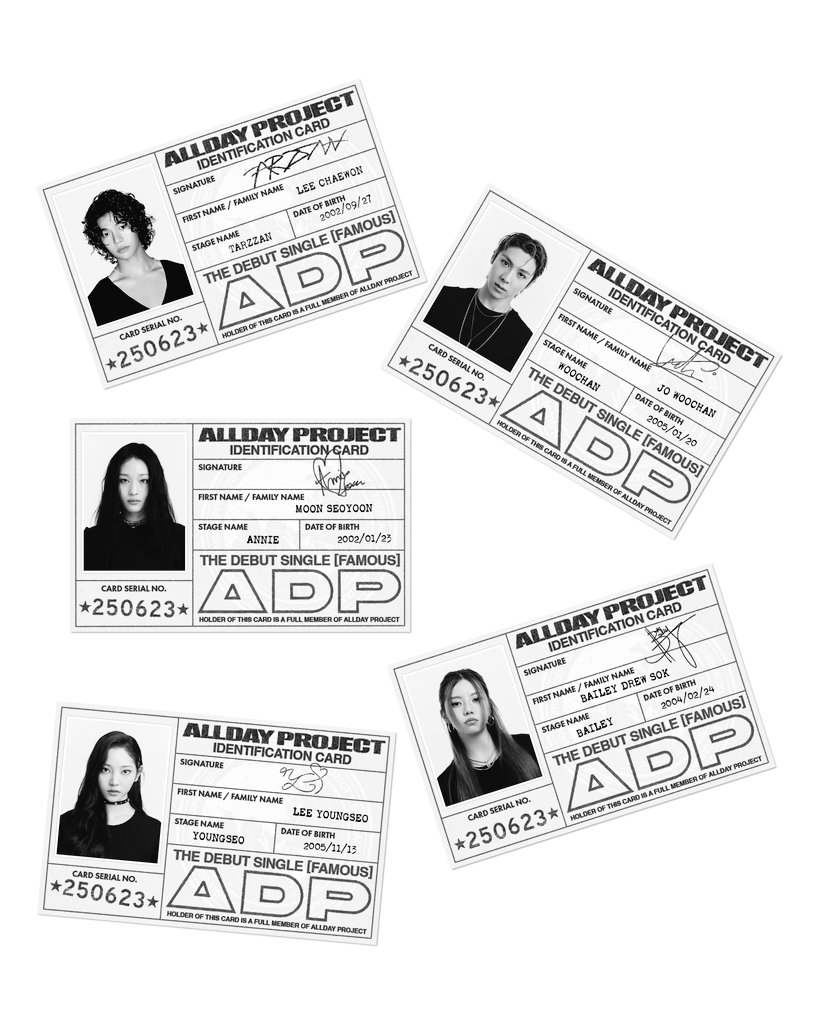 ALLDAY PROJECT
IDENTIFICATION CARD
SIGNATURE
TARZZAN
FIRST NAME / FAMILY NAME
LEE CHAEWON
STAGE NAME
TARZZAN
DATE OF BIRTH
2002/09/27
THE DEBUT SINGLE [FAMOUS]
ADP
HOLDER OF THIS CARD IS A FULL MEMBER OF ALLDAY PROJECT
CARD SERIAL NO.
★250623★
ALLDAY PROJECT
IDENTIFICATION CARD
SIGNATURE
FIRST NAME / FAMILY NAME
JO WOOCHAN
STAGE NAME
WOOCHAN
DATE OF BIRTH
2005/01/20
THE DEBUT SINGLE [FAMOUS]
ADP
HOLDER OF THIS CARD IS A FULL MEMBER OF ALLDAY PROJECT
CARD SERIAL NO.
★250623★
ALLDAY PROJECT
IDENTIFICATION CARD
SIGNATURE
Annie
FIRST NAME / FAMILY NAME
MOON SEOYOON
STAGE NAME
ANNIE
DATE OF BIRTH
2002/01/23
THE DEBUT SINGLE [FAMOUS]
ADP
HOLDER OF THIS CARD IS A FULL MEMBER OF ALLDAY PROJECT
CARD SERIAL NO.
★250623★
ALLDAY PROJECT
IDENTIFICATION CARD
SIGNATURE
FIRST NAME / FAMILY NAME
BAILEY DREW SOK
STAGE NAME
BAILEY
DATE OF BIRTH
2004/02/24
THE DEBUT SINGLE [FAMOUS]
ADP
HOLDER OF THIS CARD IS A FULL MEMBER OF ALLDAY PROJECT
CARD SERIAL NO.
★250623★
ALLDAY PROJECT
IDENTIFICATION CARD
SIGNATURE
FIRST NAME / FAMILY NAME
LEE YOUNGSEO
STAGE NAME
YOUNGSEO
DATE OF BIRTH
2005/11/13
THE DEBUT SINGLE [FAMOUS]
ADP
HOLDER OF THIS CARD IS A FULL MEMBER OF ALLDAY PROJECT
CARD SERIAL NO.
★250623★